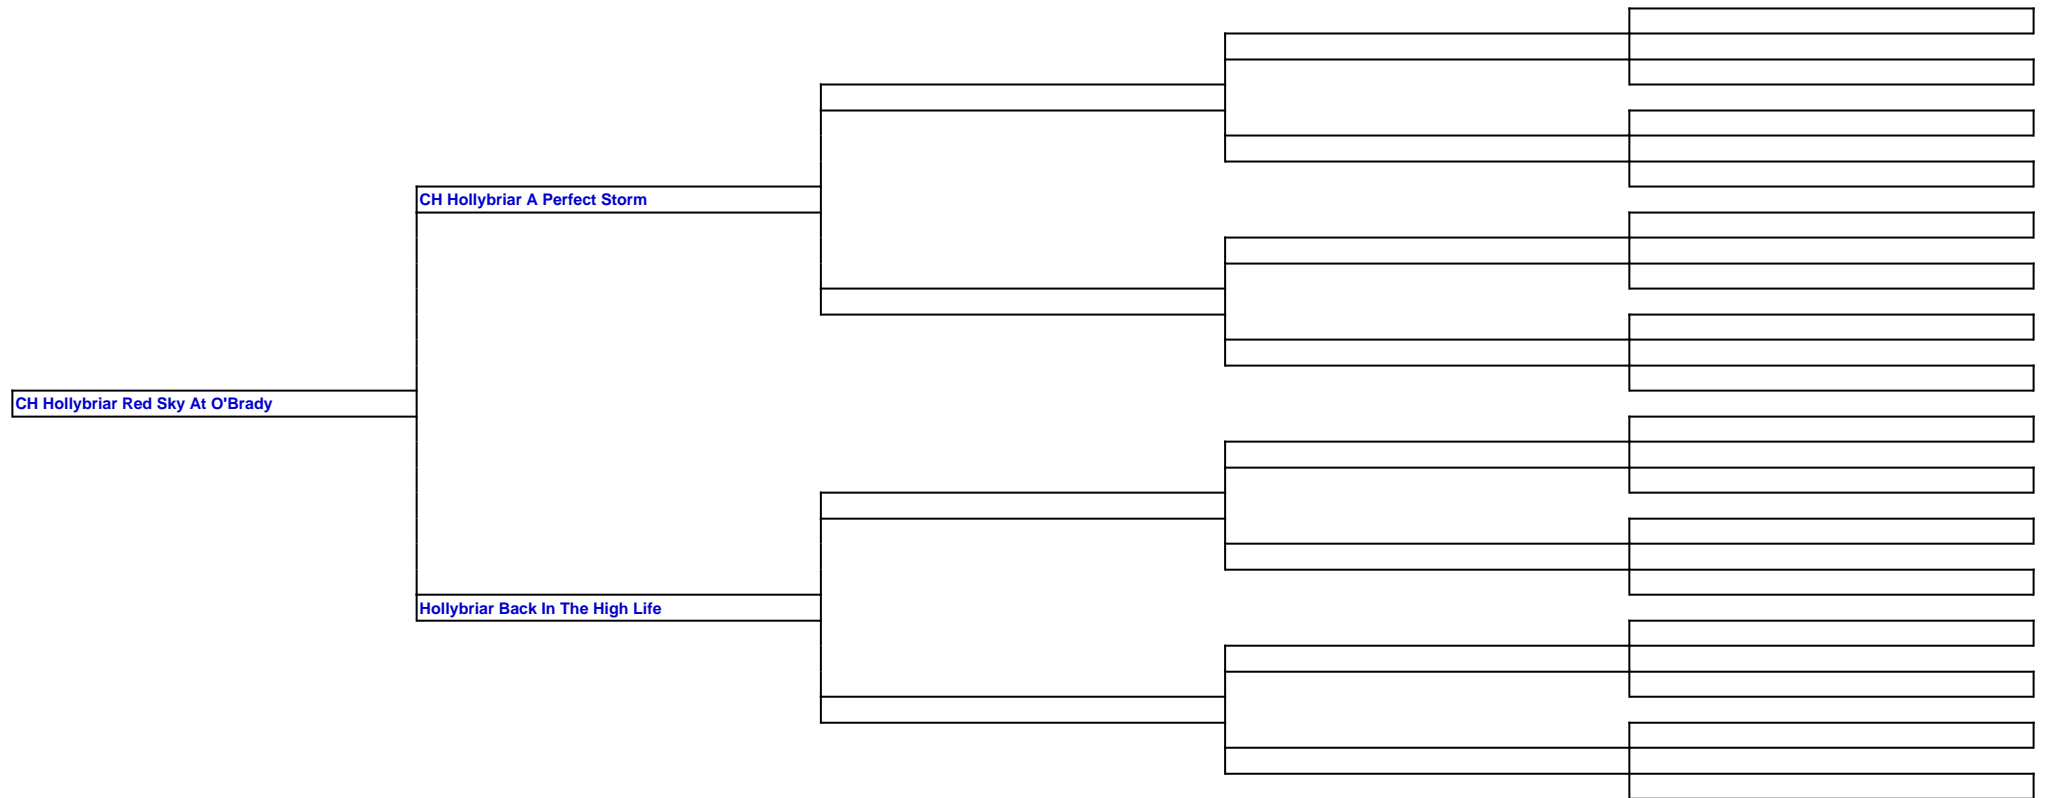 CH Hollybriar A Perfect Storm
CH Hollybriar Red Sky At O'Brady
Hollybriar Back In The High Life